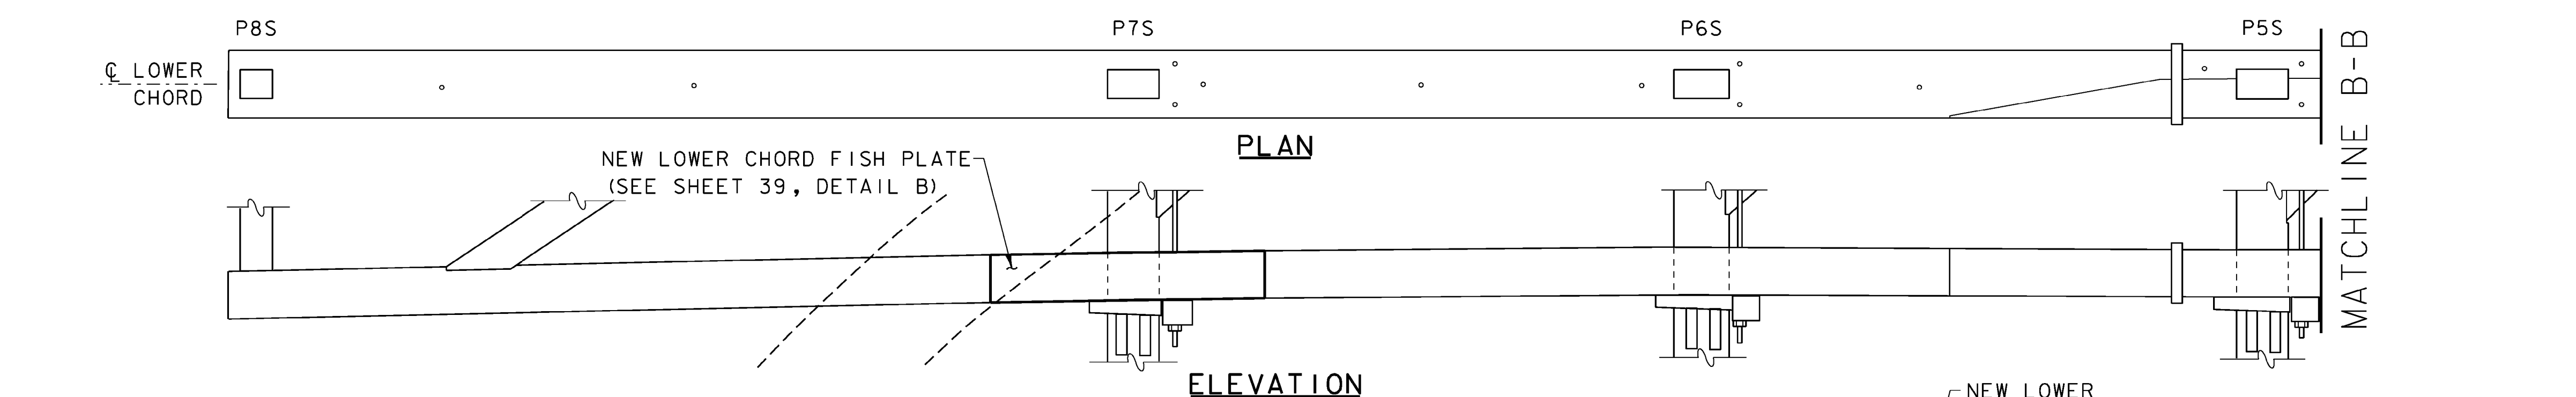 P8S P7S P6S P5S
℄ LOWER
CHORD
PLAN
MATCHLINE B-B
NEW LOWER CHORD FISH PLATE
(SEE SHEET 39, DETAIL B)
ELEVATION
NEW LOWER